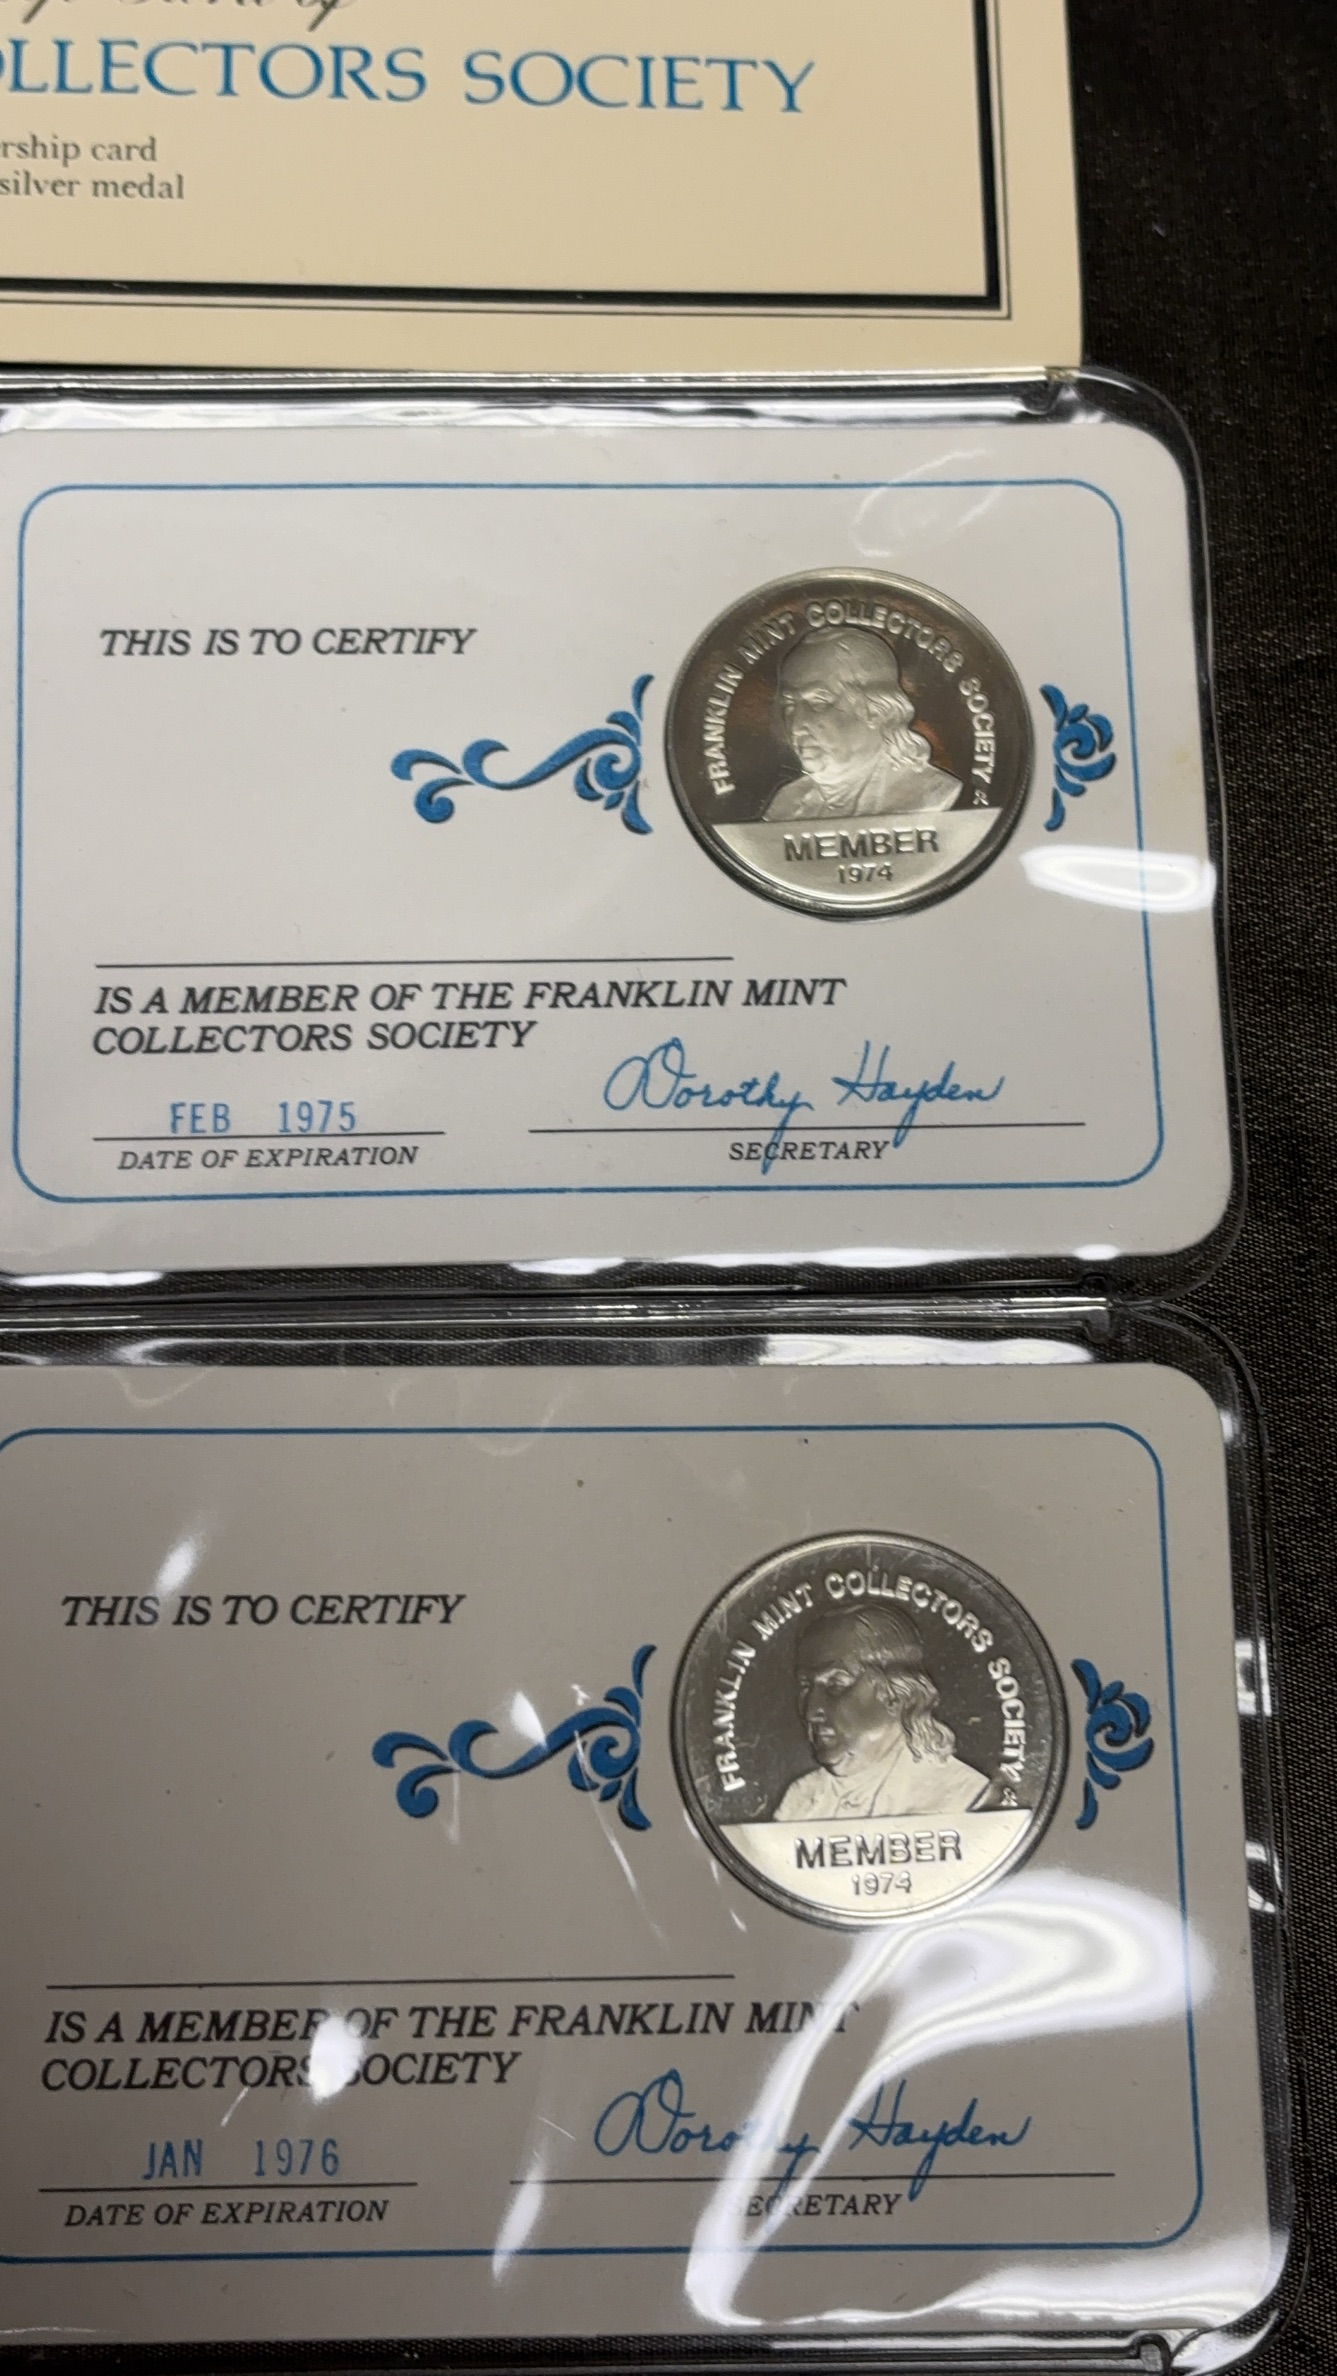 COLLECTORS SOCIETY
card
silver medal
THIS IS TO CERTIFY
FRANKLIN MINT COLLECTORS SOCIETY
MEMBER
1974
IS A MEMBER OF THE FRANKLIN MINT
COLLECTORS SOCIETY
Dorothy Hayden
FEB 1975
DATE OF EXPIRATION
SECRETARY
THIS IS TO CERTIFY
FRANKLIN MINT COLLECTORS SOCIETY
MEMBER
1974
IS A MEMBER OF THE FRANKLIN MINT
COLLECTORS SOCIETY
Dorothy Hayden
JAN 1976
DATE OF EXPIRATION
SECRETARY